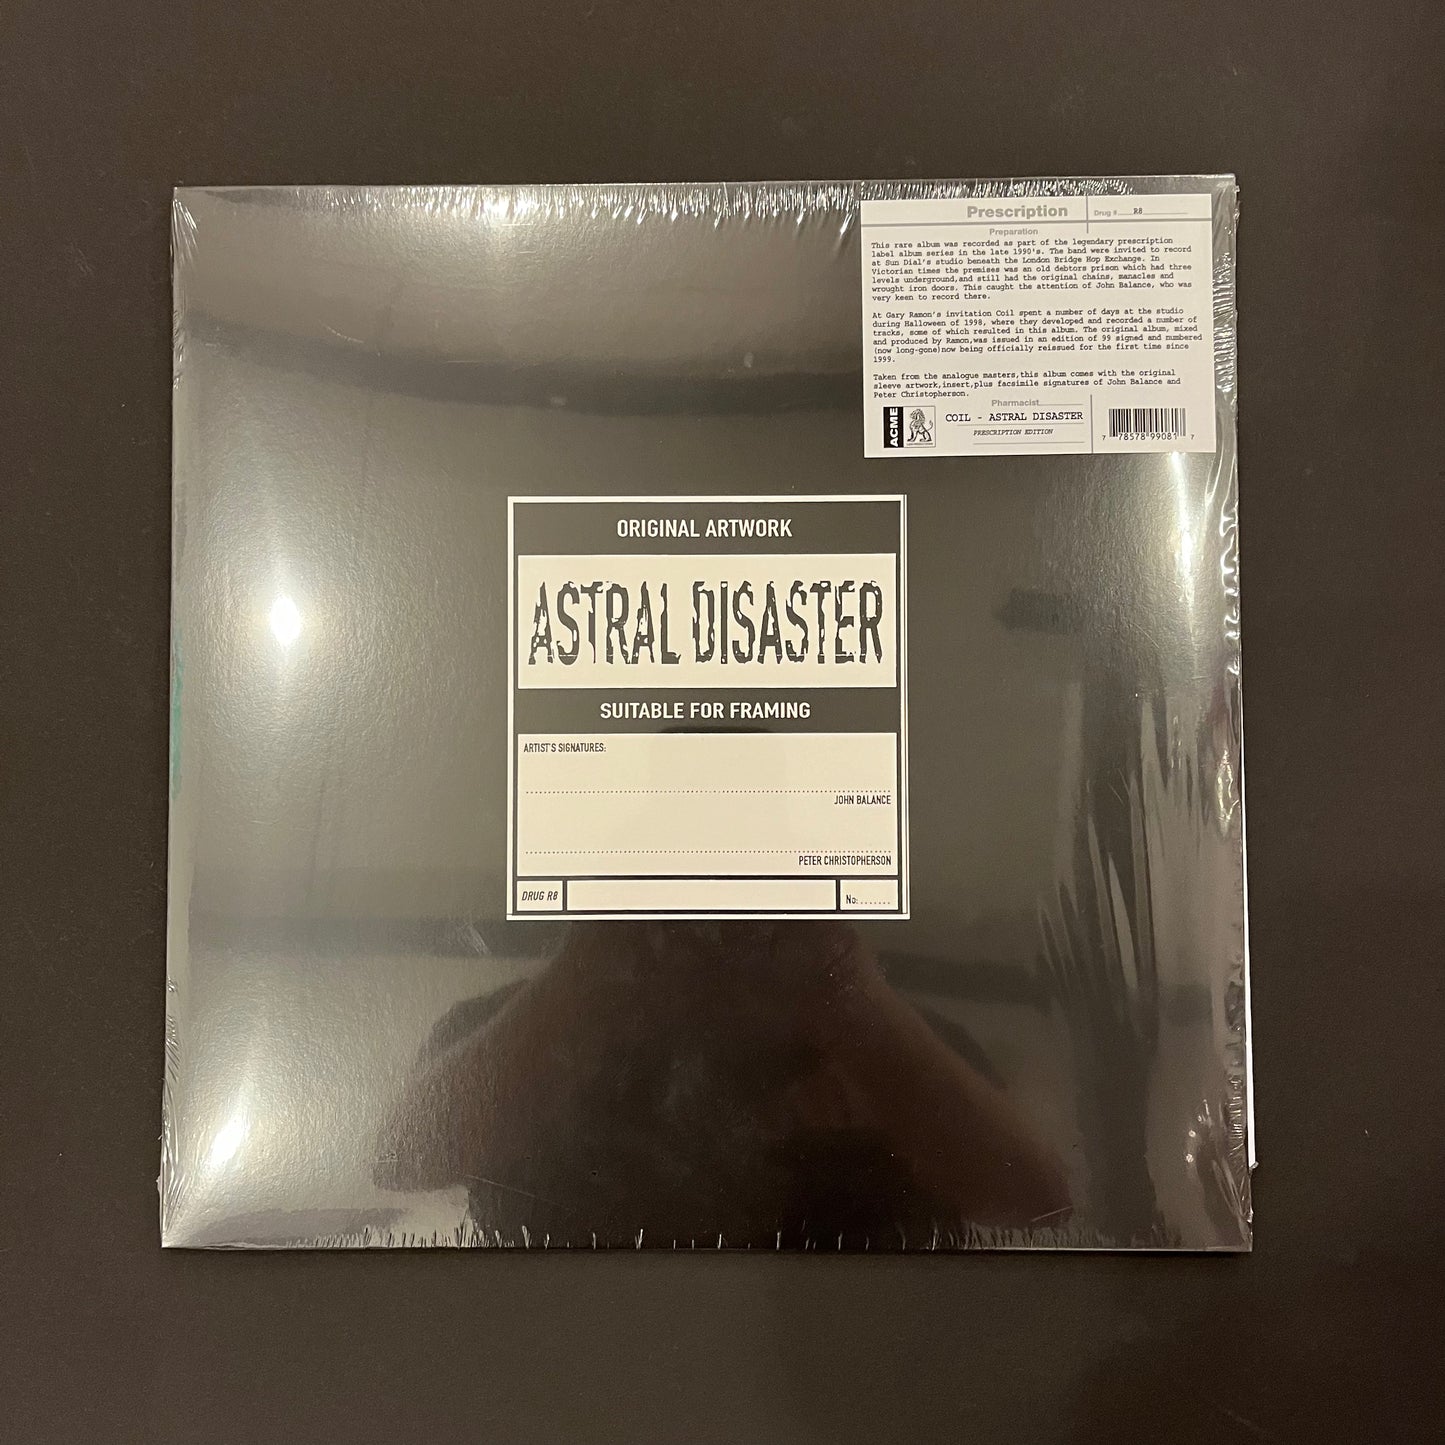 Prescription
Drug #......R8
Preparation
This rare album was recorded as part of the legendary prescription
label album series in the late 1990's. The band were invited to record
at Sun Dial's studio beneath the London Bridge Hop Exchange. In
Victorian times the premises was an old debtors prison which had three
levels underground,and still had the original chains, manacles and
wrought iron doors. This caught the attention of John Balance, who was
very keen to record there.
At Gary Ramon's invitation Coil spent a number of days at the studio
during Halloween of 1998, where they developed and recorded a number of
tracks, some of which resulted in this album. The original album, mixed
and produced by Ramon,was issued in an edition of 99 signed and numbered
(now long-gone)now being officially reissued for the first time since
1999.
Taken from the analogue masters,this album comes with the original
sleeve artwork,insert,plus facsimile signatures of John Balance and
Peter Christopherson.
Pharmacist
ACME
COIL - ASTRAL DISASTER
PRESCRIPTION EDITION
7 78578 99081 7
ORIGINAL ARTWORK
ASTRAL DISASTER
SUITABLE FOR FRAMING
ARTIST'S SIGNATURES:
JOHN BALANCE
PETER CHRISTOPHERSON
DRUG R8
No:.......